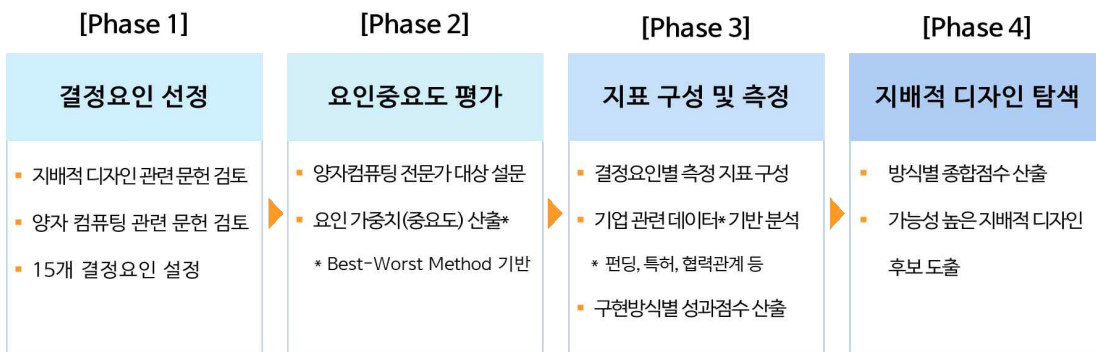 [Phase 1]
결정요인 선정
▪ 지배적 디자인 관련 문헌 검토
▪ 양자 컴퓨팅 관련 문헌 검토
▪ 15개 결정요인 설정
[Phase 2]
요인중요도 평가
▪ 양자컴퓨팅 전문가 대상 설문
▪ 요인 가중치(중요도) 산출*
* Best-Worst Method 기반
[Phase 3]
지표 구성 및 측정
▪ 결정요인별 측정 지표 구성
▪ 기업 관련 데이터* 기반 분석
* 펀딩, 특허, 협력관계 등
▪ 구현방식별 성과점수 산출
[Phase 4]
지배적 디자인 탐색
▪ 방식별 종합점수 산출
▪ 가능성 높은 지배적 디자인
후보 도출